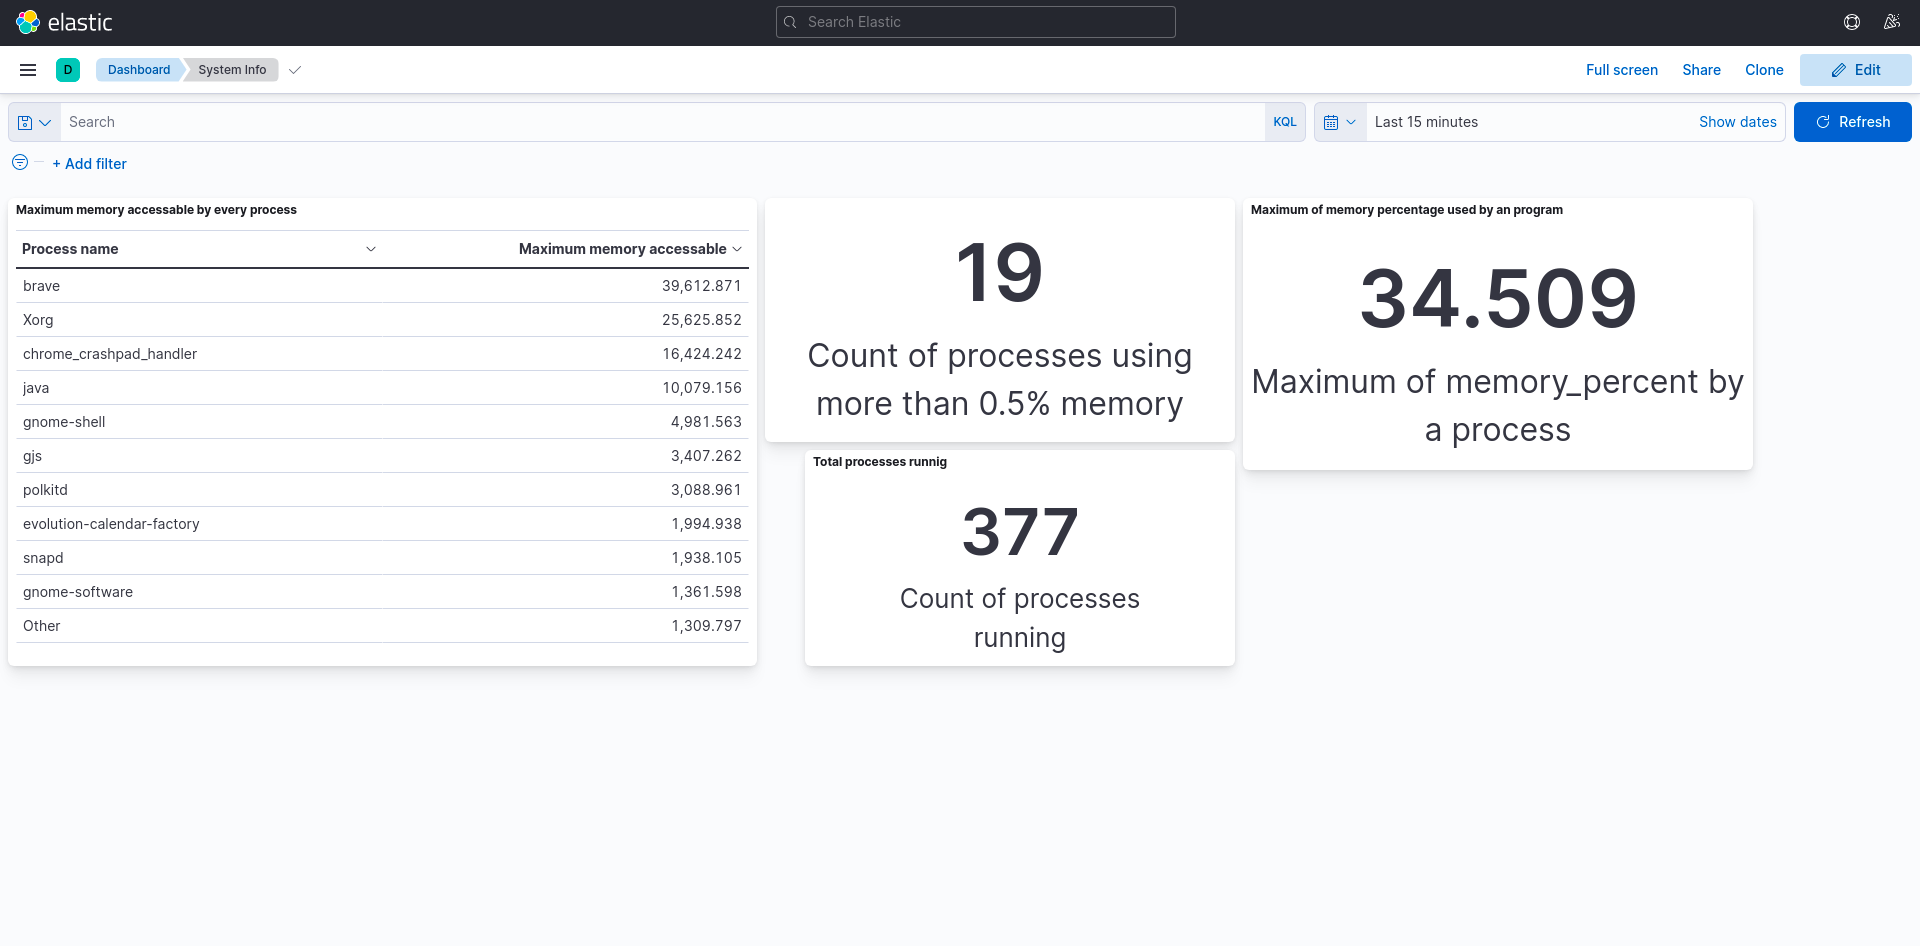 elastic
Search Elastic
D
Dashboard
System Info
Full screen
Share
Clone
Edit
Search
KQL
Last 15 minutes
Show dates
Refresh
+ Add filter
Maximum memory accessable by every process
Process name
Maximum memory accessable
brave 39,612.871
Xorg 25,625.852
chrome_crashpad_handler 16,424.242
java 10,079.156
gnome-shell 4,981.563
gjs 3,407.262
polkitd 3,088.961
evolution-calendar-factory 1,994.938
snapd 1,938.105
gnome-software 1,361.598
Other 1,309.797
19
Count of processes using
more than 0.5% memory
Total processes runnig
377
Count of processes
running
Maximum of memory percentage used by an program
34.509
Maximum of memory_percent by
a process